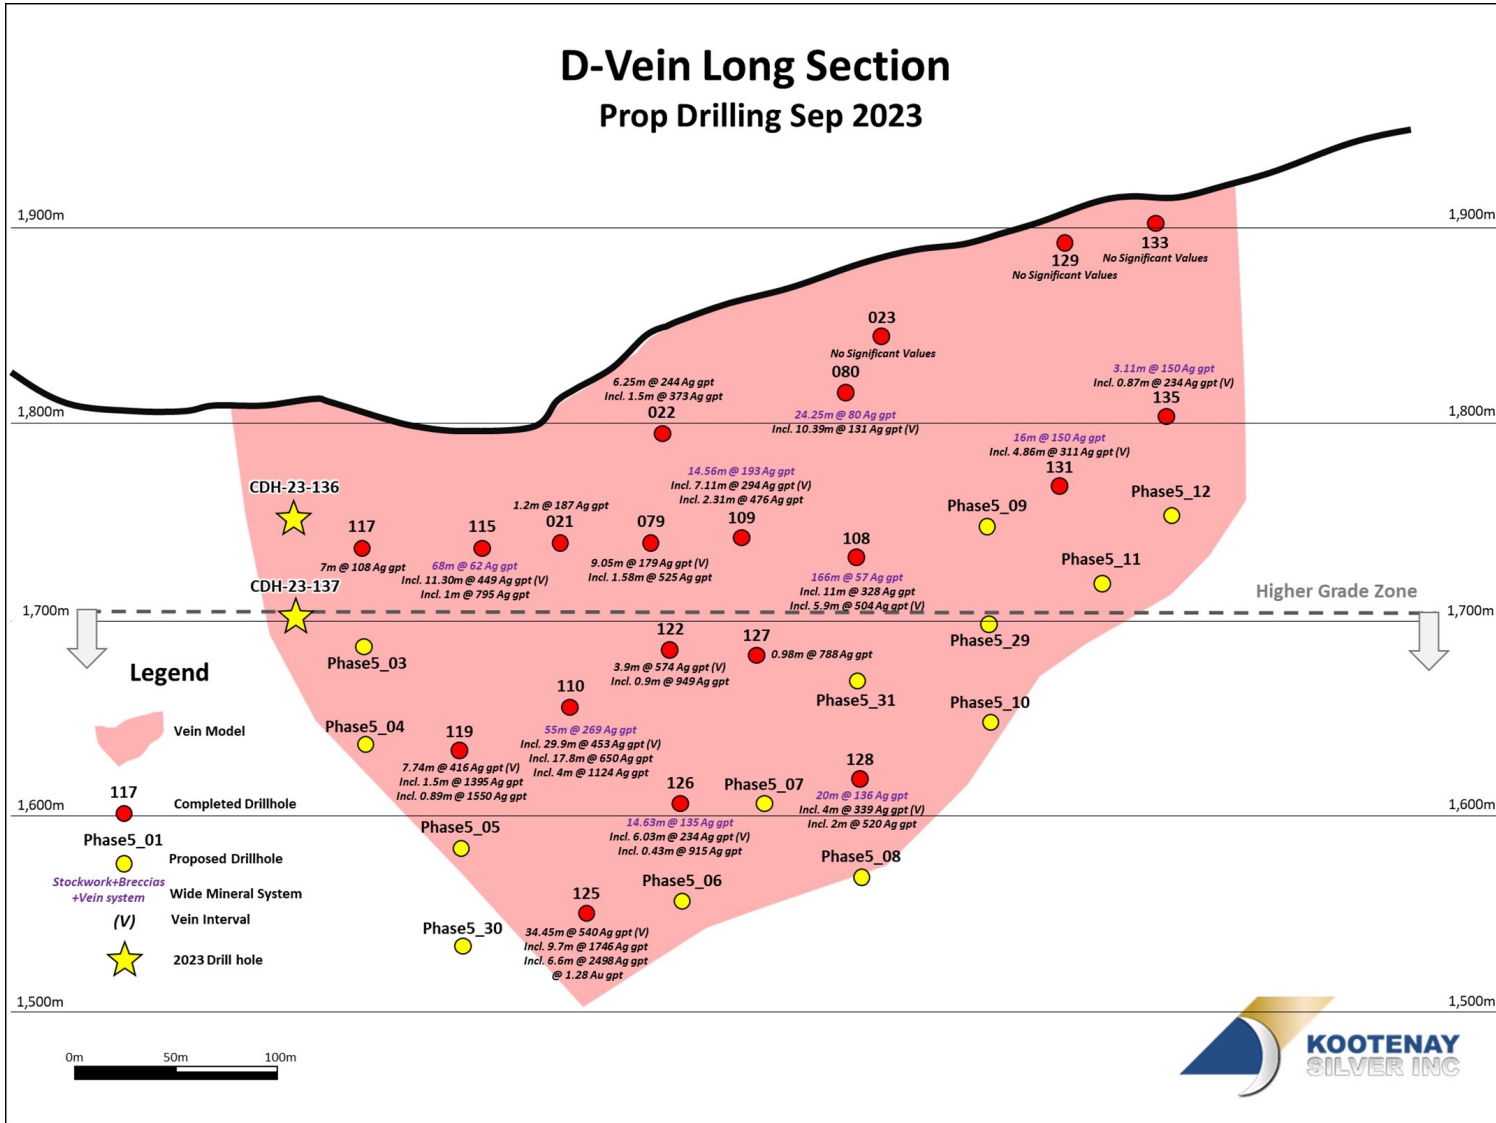 D-Vein Long Section
Prop Drilling Sep 2023
1,900m
1,900m
133
No Significant Values
129
No Significant Values
023
No Significant Values
080
24.25m @ 80 Ag gpt
Incl. 10.39m @ 131 Ag gpt (V)
3.11m @ 150 Ag gpt
Incl. 0.87m @ 234 Ag gpt (V)
135
6.25m @ 244 Ag gpt
Incl. 1.5m @ 373 Ag gpt
022
1,800m
1,800m
16m @ 150 Ag gpt
Incl. 4.86m @ 311 Ag gpt (V)
131
14.56m @ 193 Ag gpt
Incl. 7.11m @ 294 Ag gpt (V)
Incl. 2.31m @ 476 Ag gpt
109
CDH-23-136
Phase5_09
Phase5_12
117
7m @ 108 Ag gpt
115
68m @ 62 Ag gpt
Incl. 11.30m @ 449 Ag gpt (V)
Incl. 1m @ 795 Ag gpt
1.2m @ 187 Ag gpt
021
079
9.05m @ 179 Ag gpt (V)
Incl. 1.58m @ 525 Ag gpt
108
166m @ 57 Ag gpt
Incl. 11m @ 328 Ag gpt
Incl. 5.9m @ 504 Ag gpt (V)
Phase5_11
CDH-23-137
Higher Grade Zone
1,700m
1,700m
Phase5_29
122
3.9m @ 574 Ag gpt (V)
Incl. 0.9m @ 949 Ag gpt
127
0.98m @ 788 Ag gpt
Phase5_03
Phase5_31
Phase5_10
110
55m @ 269 Ag gpt
Incl. 29.9m @ 453 Ag gpt (V)
Incl. 17.8m @ 650 Ag gpt
Incl. 4m @ 1124 Ag gpt
Phase5_04
119
7.74m @ 416 Ag gpt (V)
Incl. 1.5m @ 1395 Ag gpt
Incl. 0.89m @ 1550 Ag gpt
128
20m @ 136 Ag gpt
Incl. 4m @ 339 Ag gpt (V)
Incl. 2m @ 520 Ag gpt
126
14.63m @ 135 Ag gpt
Incl. 6.03m @ 234 Ag gpt (V)
Incl. 0.43m @ 915 Ag gpt
Phase5_07
1,600m
1,600m
Phase5_05
Phase5_08
Phase5_06
125
34.45m @ 540 Ag gpt (V)
Incl. 9.7m @ 1746 Ag gpt
Incl. 6.6m @ 2498 Ag gpt
@ 1.28 Au gpt
Phase5_30
1,500m
1,500m
Legend
Vein Model
117
Completed Drillhole
Phase5_01
Proposed Drillhole
Stockwork+Breccias
+Vein system
Wide Mineral System
(V)
Vein Interval
2023 Drill hole
0m
50m
100m
KOOTENAY
SILVER INC